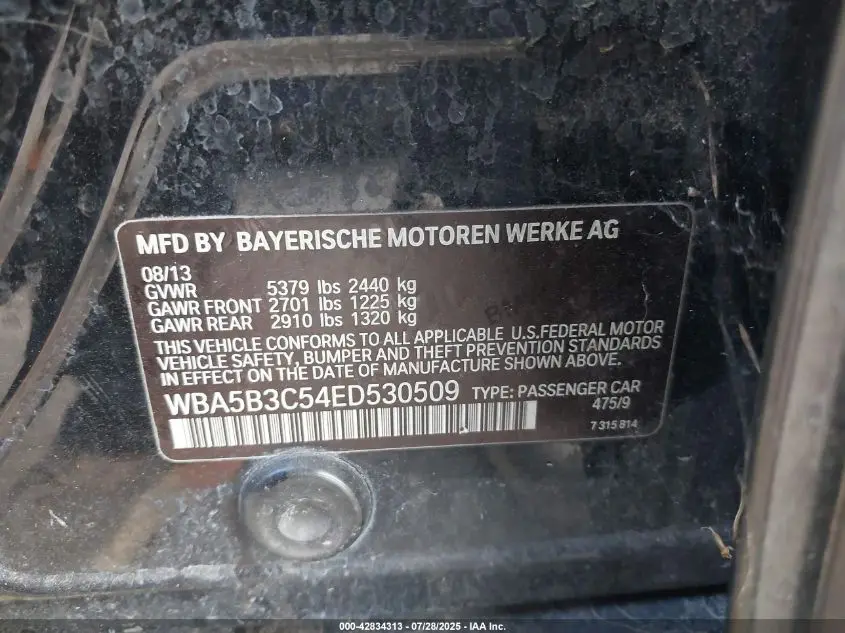 MFD BY BAYERISCHE MOTOREN WERKE AG
08/13
GVWR 5379 lbs 2440 kg
GAWR FRONT 2701 lbs 1225 kg
GAWR REAR 2910 lbs 1320 kg
THIS VEHICLE CONFORMS TO ALL APPLICABLE U.S.FEDERAL MOTOR
VEHICLE SAFETY, BUMPER AND THEFT PREVENTION STANDARDS
IN EFFECT ON THE DATE OF MANUFACTURE SHOWN ABOVE.
WBA5B3C54ED530509 TYPE: PASSENGER CAR
475/9
7 315 814
000-42834313 | 07/28/2025 - IAA Inc.